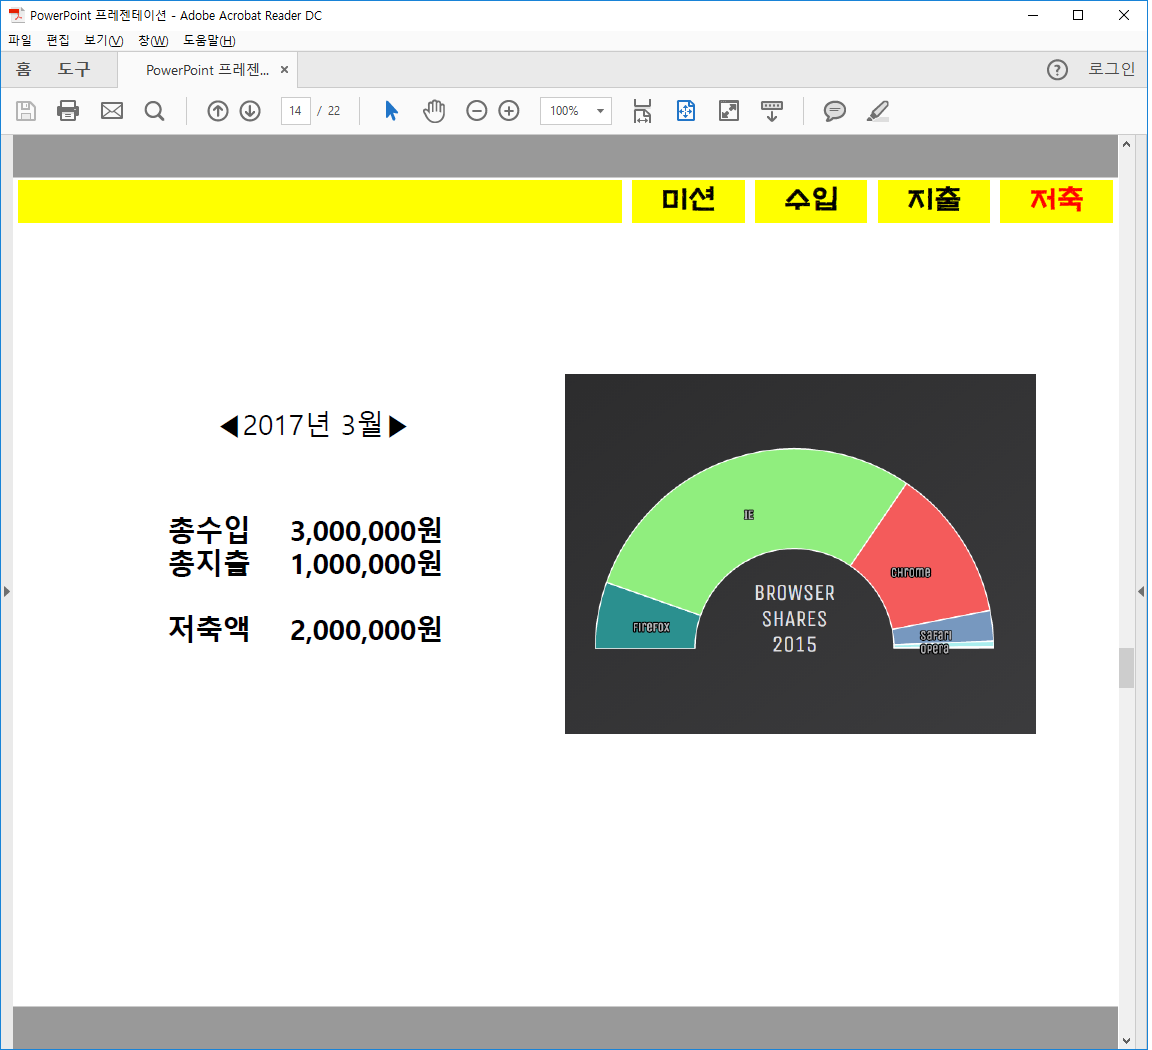 PowerPoint 프레젠테이션 - Adobe Acrobat Reader DC
파일 편집 보기(V) 창(W) 도움말(H)
홈 도구 PowerPoint 프레젠... × ? 로그인
14 / 22 100%
미션 수입 지출 저축
◀2017년 3월▶
총수입 3,000,000원
총지출 1,000,000원
저축액 2,000,000원
IE
Chrome
Firefox
Safari
Opera
BROWSER
SHARES
2015